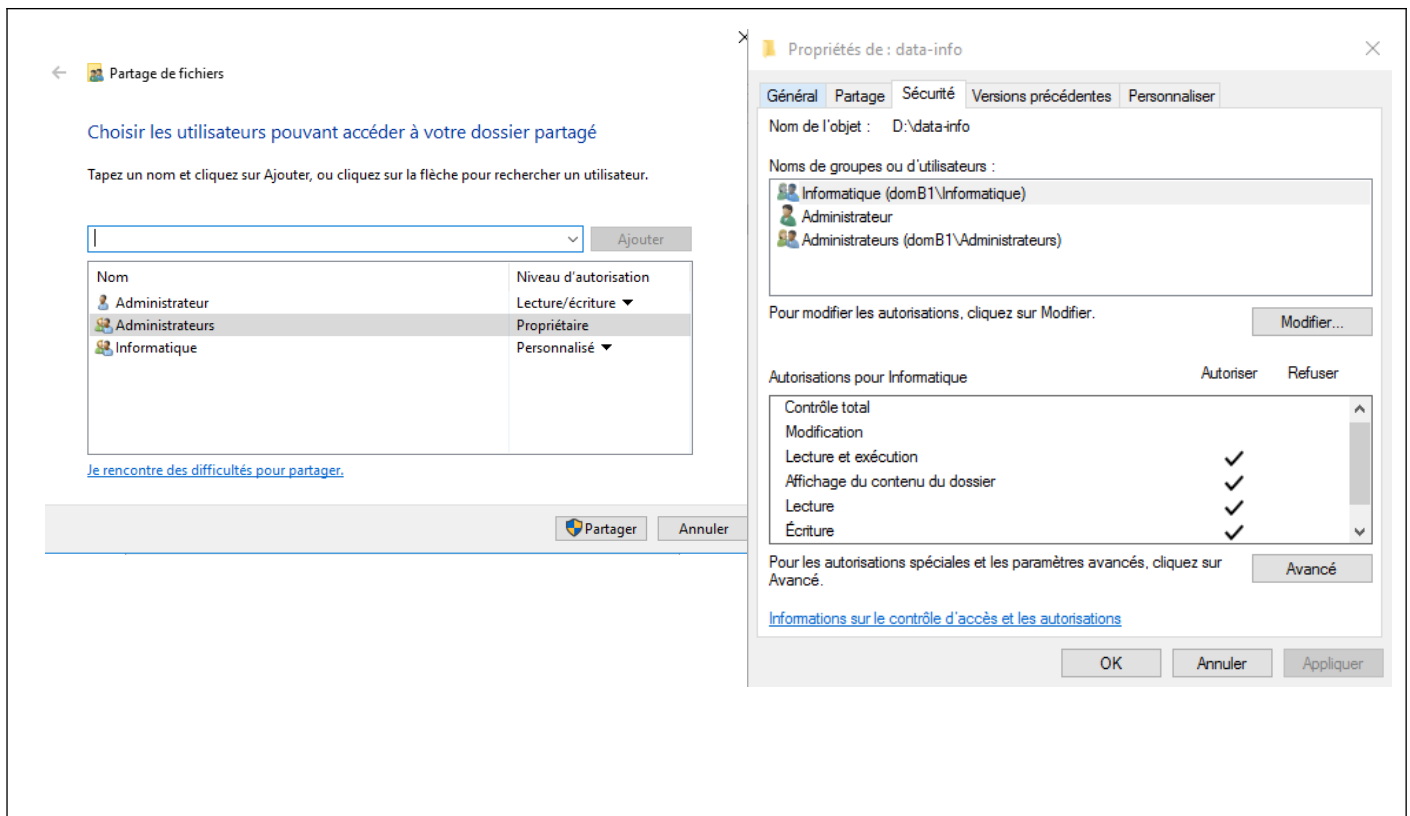 Partage de fichiers
Choisir les utilisateurs pouvant accéder à votre dossier partagé
Tapez un nom et cliquez sur Ajouter, ou cliquez sur la flèche pour rechercher un utilisateur.
Ajouter
Nom Niveau d'autorisation
Administrateur Lecture/écriture
Administrateurs Propriétaire
Informatique Personnalisé
Je rencontre des difficultés pour partager.
Partager Annuler
Propriétés de : data-info
Général Partage Sécurité Versions précédentes Personnaliser
Nom de l'objet : D:\data-info
Noms de groupes ou d'utilisateurs :
Informatique (domB1\Informatique)
Administrateur
Administrateurs (domB1\Administrateurs)
Pour modifier les autorisations, cliquez sur Modifier.
Modifier...
Autorisations pour Informatique Autoriser Refuser
Contrôle total
Modification
Lecture et exécution
Affichage du contenu du dossier
Lecture
Écriture
Pour les autorisations spéciales et les paramètres avancés, cliquez sur
Avancé.
Avancé
Informations sur le contrôle d'accès et les autorisations
OK Annuler Appliquer